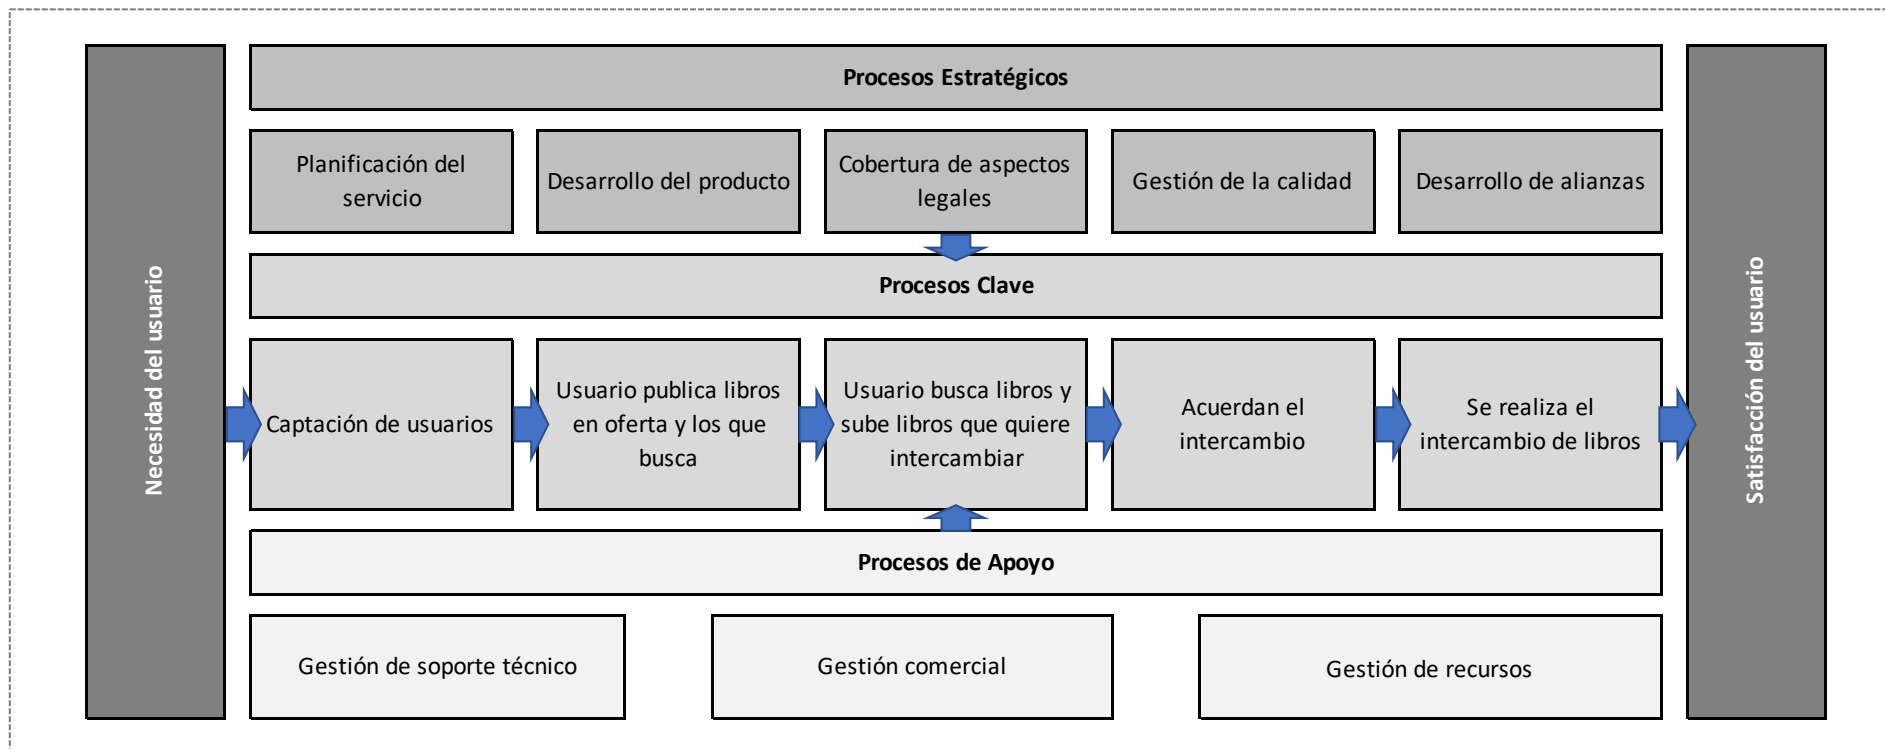 Procesos Estratégicos
Planificación del
servicio
Desarrollo del producto
Cobertura de aspectos
legales
Gestión de la calidad
Desarrollo de alianzas
Necesidad del usuario
Procesos Clave
Captación de usuarios
Usuario publica libros
en oferta y los que
busca
Usuario busca libros y
sube libros que quiere
intercambiar
Acuerdan el
intercambio
Se realiza el
intercambio de libros
Satisfacción del usuario
Procesos de Apoyo
Gestión de soporte técnico
Gestión comercial
Gestión de recursos